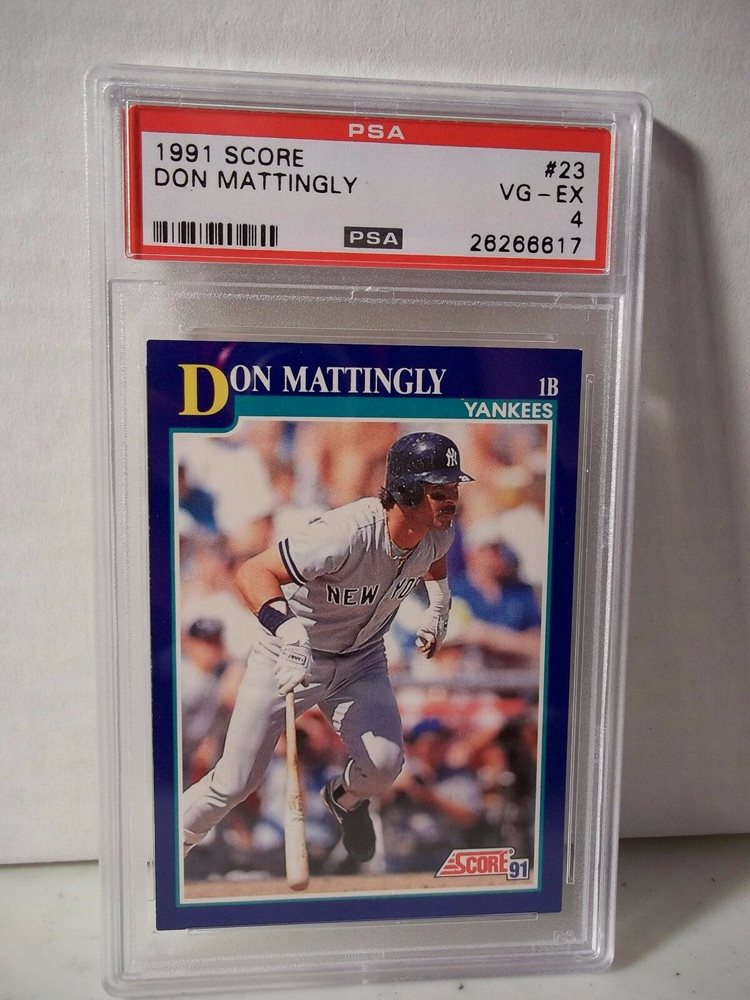 PSA
1991 SCORE #23
DON MATTINGLY VG-EX
4
PSA 26266617
DON MATTINGLY 1B
YANKEES
NY
NEW YO
SCORE 91